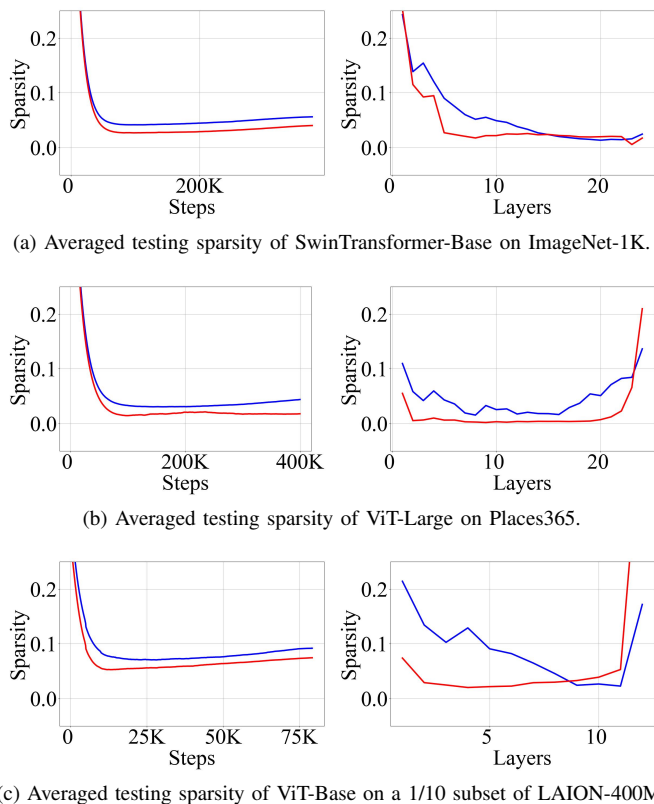 0.2
0.1
0.0
Sparsity
0
200K
Steps
0.2
0.1
0.0
Sparsity
0
10
20
Layers
(a) Averaged testing sparsity of SwinTransformer-Base on ImageNet-1K.
0.2
0.1
0.0
Sparsity
0
200K
400K
Steps
0.2
0.1
0.0
Sparsity
0
10
20
Layers
(b) Averaged testing sparsity of ViT-Large on Places365.
0.2
0.1
0.0
Sparsity
0
25K
50K
75K
Steps
0.2
0.1
0.0
Sparsity
5
10
Layers
(c) Averaged testing sparsity of ViT-Base on a 1/10 subset of LAION-400M